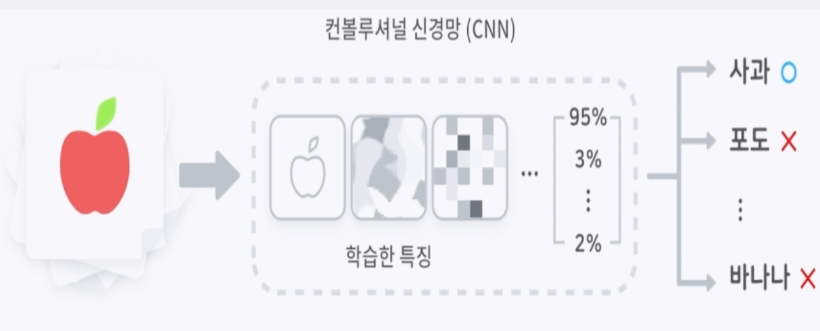 컨볼루셔널 신경망 (CNN)
학습한 특징
...
95%
3%
⋮
2%
사과 ○
포도 ×
⋮
바나나 ×